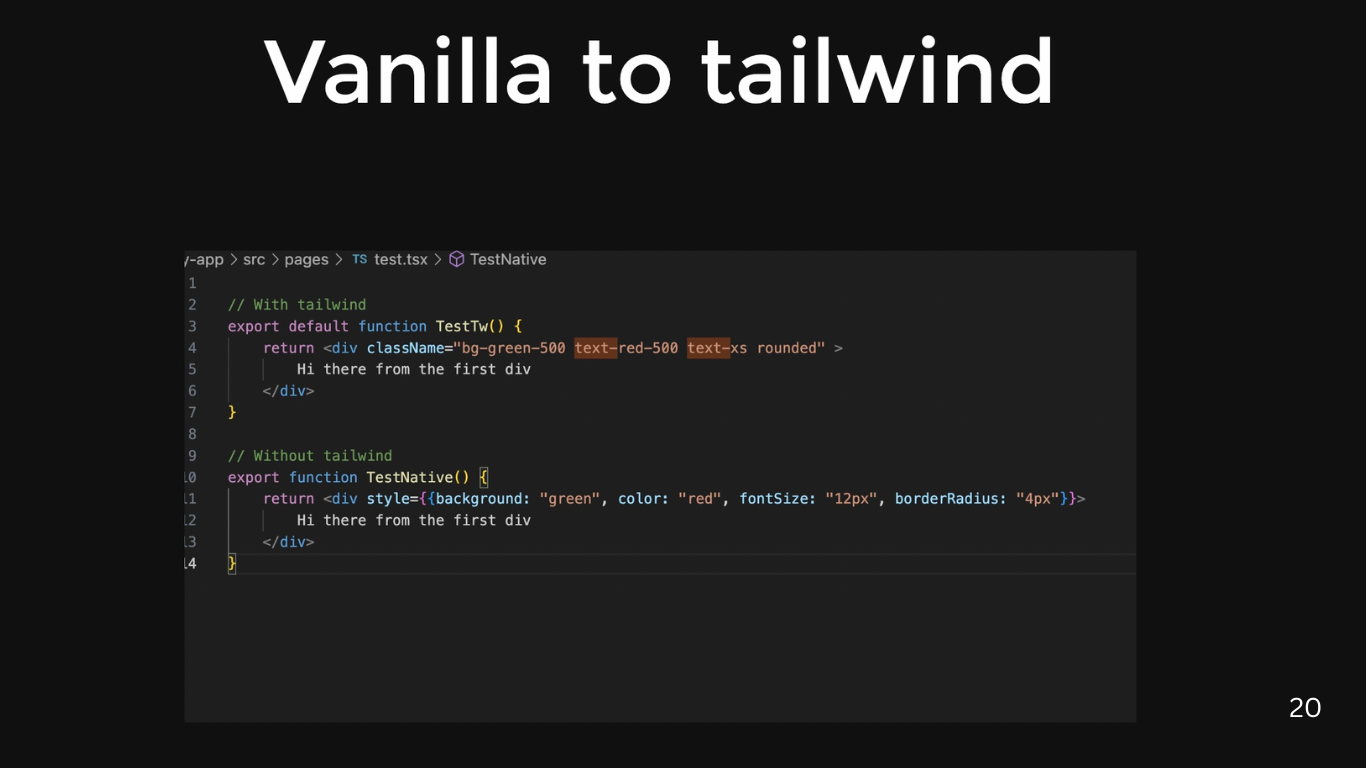 Vanilla to tailwind
y-app > src > pages > TS test.tsx > TestNative
1
2 // With tailwind
3 export default function TestTw() {
4 return <div className="bg-green-500 text-red-500 text-xs rounded" >
5 Hi there from the first div
6 </div>
7 }
8
9 // Without tailwind
10 export function TestNative() {
11 return <div style={{background: "green", color: "red", fontSize: "12px", borderRadius: "4px"}}>
12 Hi there from the first div
13 </div>
14 }
20